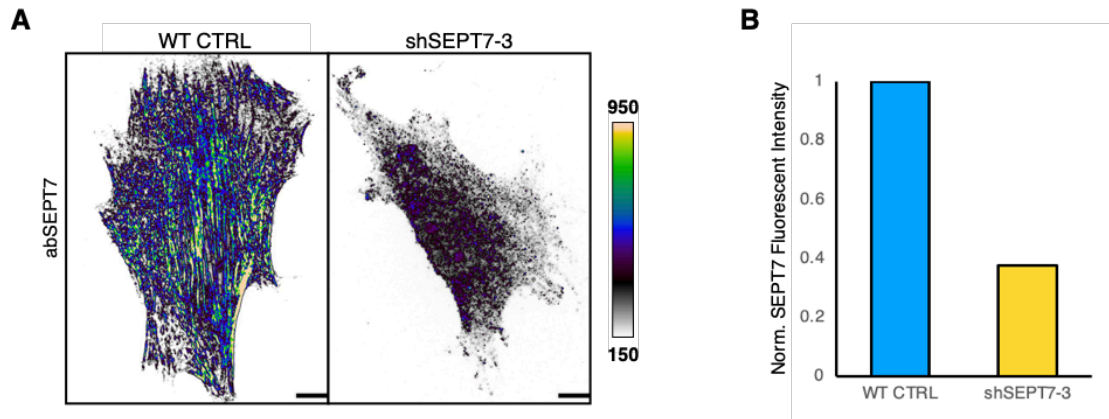 A
WT CTRL
shSEPT7-3
abSEPT7
950
150
B
Norm. SEPT7 Fluorescent Intensity
1
0.8
0.6
0.4
0.2
0
WT CTRL
shSEPT7-3